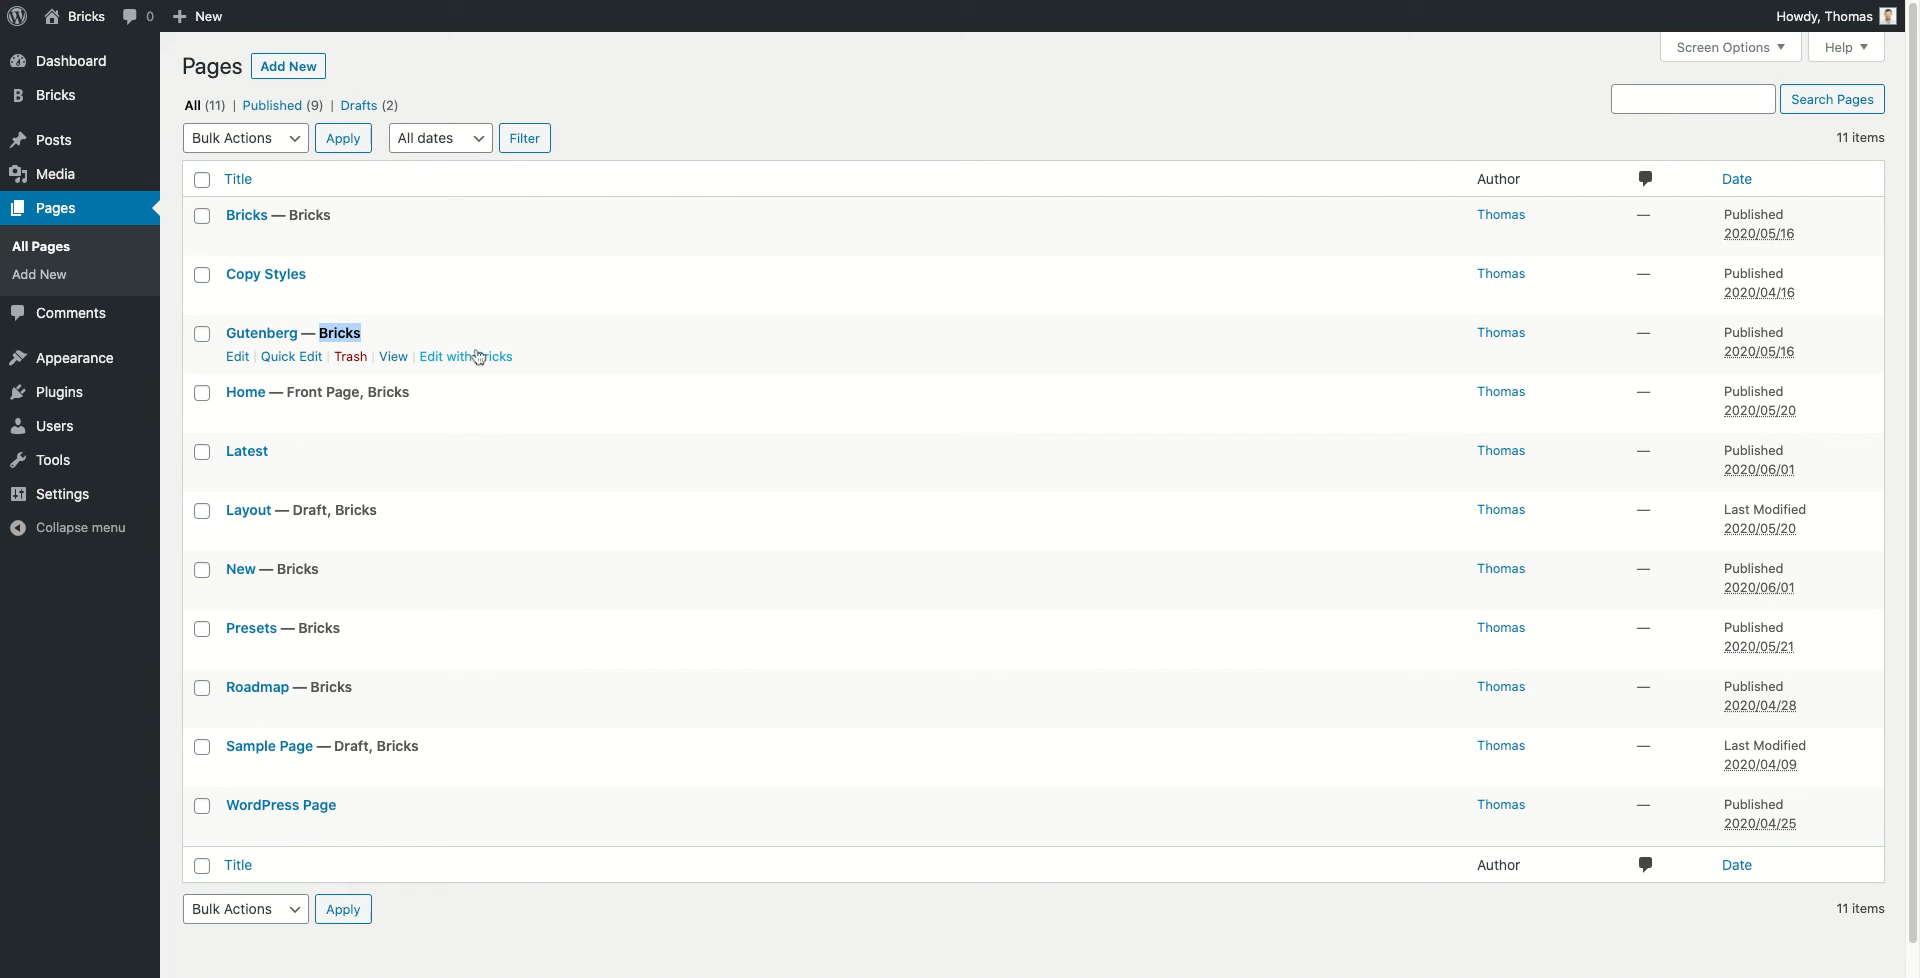 Bricks 0 New Howdy, Thomas
Screen Options Help
Dashboard
Bricks
Posts
Media
Pages
All Pages
Add New
Comments
Appearance
Plugins
Users
Tools
Settings
Collapse menu
Pages Add New
All (11) | Published (9) | Drafts (2)
Search Pages
Bulk Actions Apply All dates Filter 11 items
Title Author Date
Bricks — Bricks Thomas — Published
2020/05/16
Copy Styles Thomas — Published
2020/04/16
Gutenberg — Bricks Thomas — Published
Edit | Quick Edit | Trash | View | Edit with Bricks 2020/05/16
Home — Front Page, Bricks Thomas — Published
2020/05/20
Latest Thomas — Published
2020/06/01
Layout — Draft, Bricks Thomas — Last Modified
2020/05/20
New — Bricks Thomas — Published
2020/06/01
Presets — Bricks Thomas — Published
2020/05/21
Roadmap — Bricks Thomas — Published
2020/04/28
Sample Page — Draft, Bricks Thomas — Last Modified
2020/04/09
WordPress Page Thomas — Published
2020/04/25
Title Author Date
Bulk Actions Apply 11 items